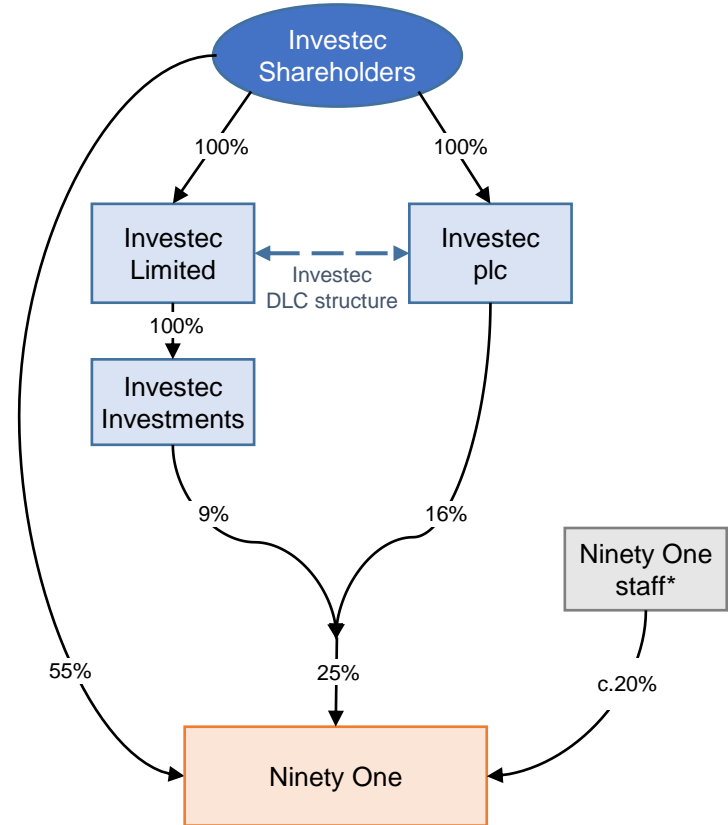 Investec
Shareholders
100%
100%
Investec
Limited
Investec
plc
Investec
DLC structure
100%
Investec
Investments
9%
16%
Ninety One
staff*
55%
25%
c.20%
Ninety One